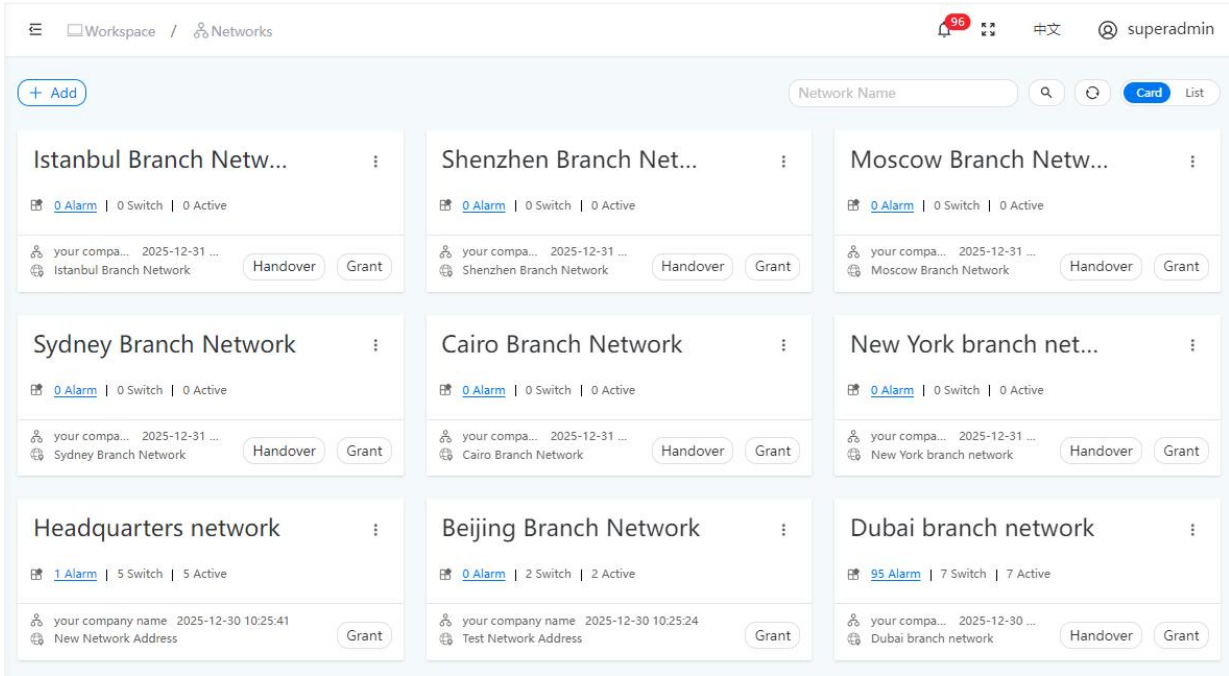 Workspace / Networks 96 中文 superadmin
+ Add Network Name Card List
Istanbul Branch Netw... Shenzhen Branch Net... Moscow Branch Netw...
0 Alarm | 0 Switch | 0 Active 0 Alarm | 0 Switch | 0 Active 0 Alarm | 0 Switch | 0 Active
your compa... 2025-12-31 ... your compa... 2025-12-31 ... your compa... 2025-12-31 ...
Istanbul Branch Network Handover Grant Shenzhen Branch Network Handover Grant Moscow Branch Network Handover Grant
Sydney Branch Network Cairo Branch Network New York branch net...
0 Alarm | 0 Switch | 0 Active 0 Alarm | 0 Switch | 0 Active 0 Alarm | 0 Switch | 0 Active
your compa... 2025-12-31 ... your compa... 2025-12-31 ... your compa... 2025-12-31 ...
Sydney Branch Network Handover Grant Cairo Branch Network Handover Grant New York branch network Handover Grant
Headquarters network Beijing Branch Network Dubai branch network
1 Alarm | 5 Switch | 5 Active 0 Alarm | 2 Switch | 2 Active 95 Alarm | 7 Switch | 7 Active
your company name 2025-12-30 10:25:41 your company name 2025-12-30 10:25:24 your compa... 2025-12-30 ...
New Network Address Grant Test Network Address Grant Dubai branch network Handover Grant